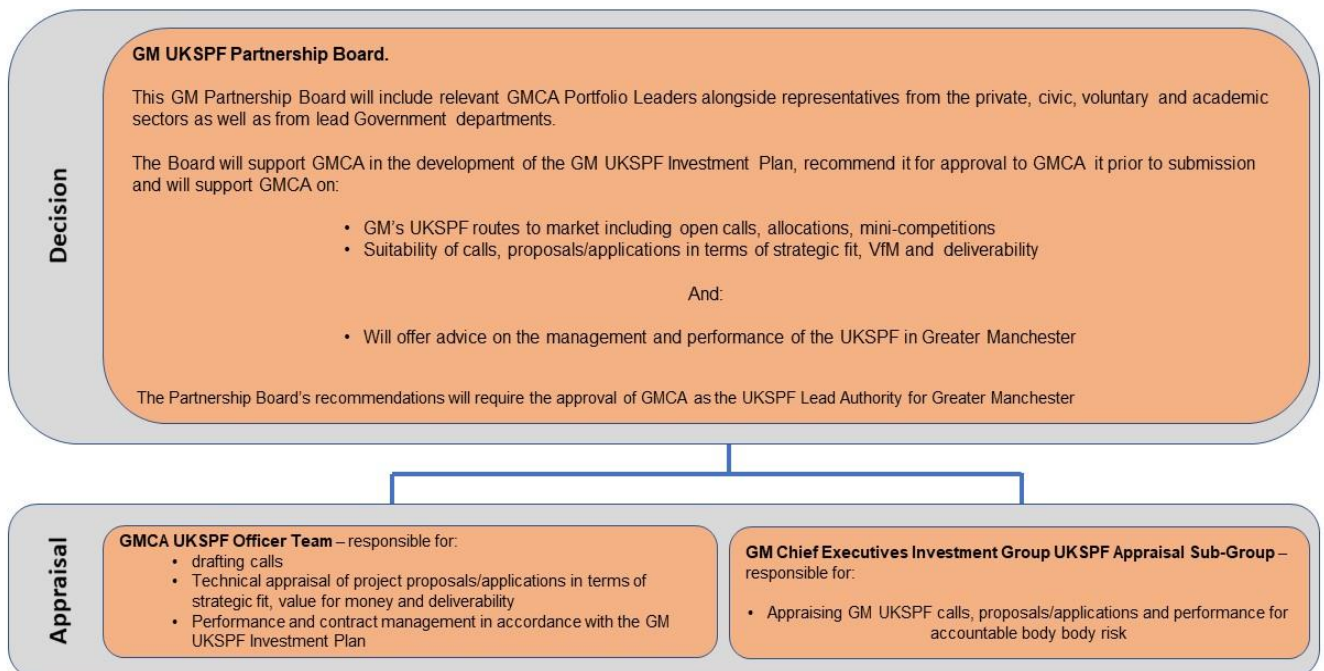 Decision
GM UKSPF Partnership Board.
This GM Partnership Board will include relevant GMCA Portfolio Leaders alongside representatives from the private, civic, voluntary and academic
sectors as well as from lead Government departments.
The Board will support GMCA in the development of the GM UKSPF Investment Plan, recommend it for approval to GMCA it prior to submission
and will support GMCA on:
• GM's UKSPF routes to market including open calls, allocations, mini-competitions
• Suitability of calls, proposals/applications in terms of strategic fit, VfM and deliverability
And:
• Will offer advice on the management and performance of the UKSPF in Greater Manchester
The Partnership Board's recommendations will require the approval of GMCA as the UKSPF Lead Authority for Greater Manchester
Appraisal
GMCA UKSPF Officer Team – responsible for:
• drafting calls
• Technical appraisal of project proposals/applications in terms of
strategic fit, value for money and deliverability
• Performance and contract management in accordance with the GM
UKSPF Investment Plan
GM Chief Executives Investment Group UKSPF Appraisal Sub-Group –
responsible for:
• Appraising GM UKSPF calls, proposals/applications and performance for
accountable body body risk